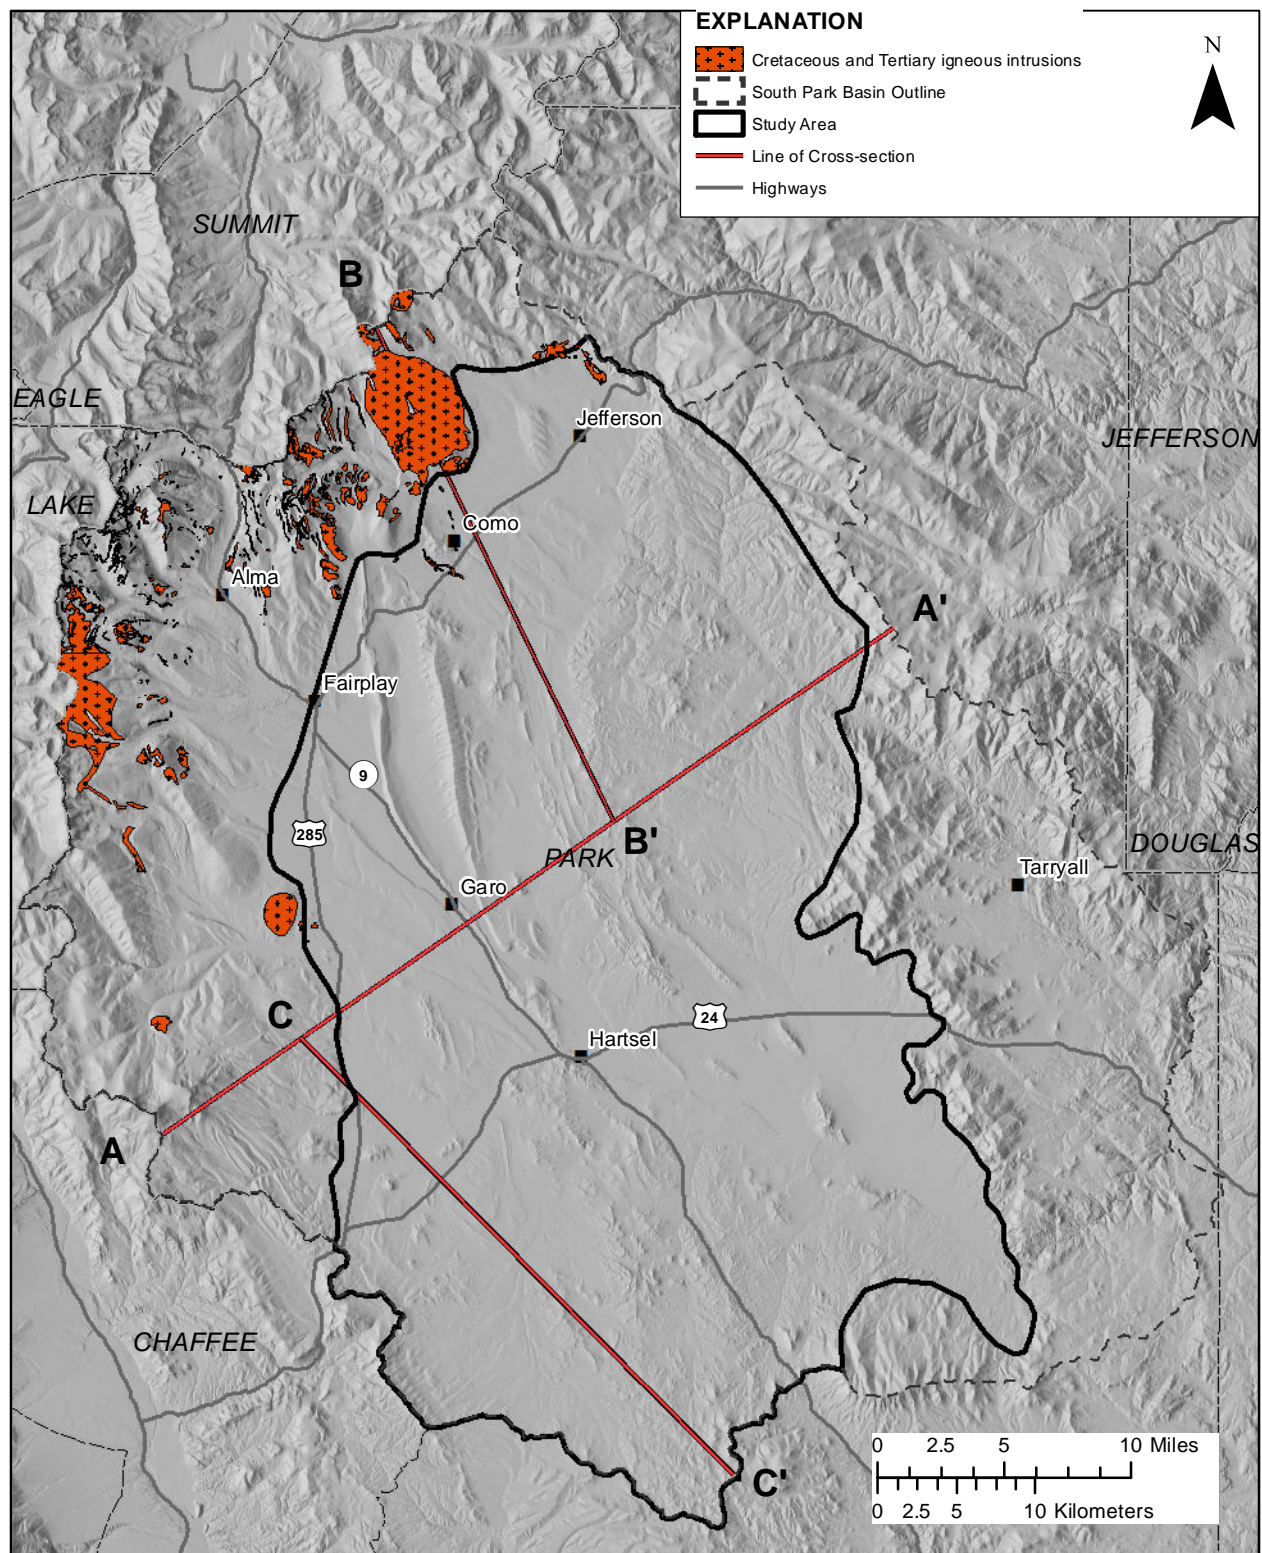 EXPLANATION
Cretaceous and Tertiary igneous intrusions
South Park Basin Outline
Study Area
Line of Cross-section
Highways
N
SUMMIT
B
EAGLE
Jefferson
JEFFERSON
LAKE
Como
Alma
A'
Fairplay
9
285
B'
PARK
DOUGLAS
Tarryall
Garo
C
24
Hartsel
A
CHAFFEE
0 2.5 5 10 Miles
C'
0 2.5 5 10 Kilometers